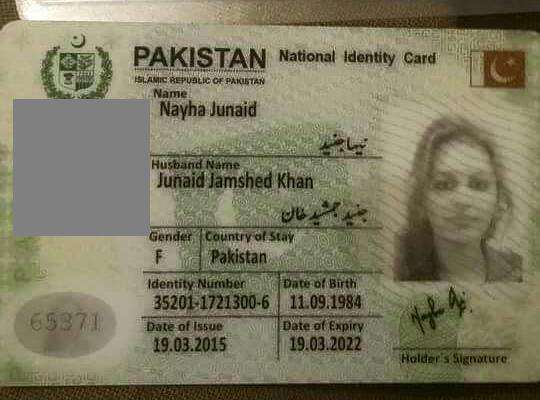 PAKISTAN National Identity Card
ISLAMIC REPUBLIC OF PAKISTAN
Name
Nayha Junaid
نیہا جنید
Husband Name
Junaid Jamshed Khan
جنید جمشید خان
Gender Country of Stay
F Pakistan
Identity Number Date of Birth
35201-1721300-6 11.09.1984
65371
Date of Issue Date of Expiry
19.03.2015 19.03.2022
Holder's Signature